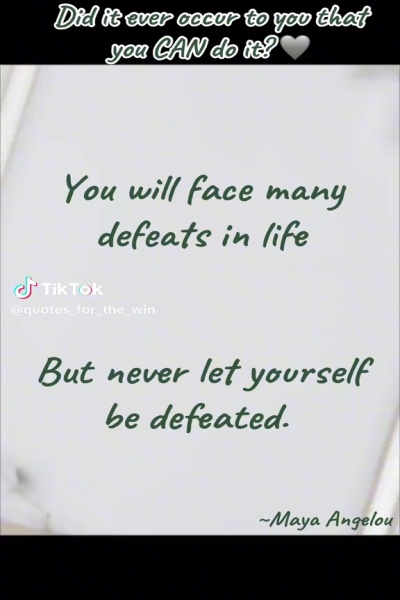 Did it ever occur to you that
you CAN do it? 🩶
You will face many
defeats in life
TikTok
@quotes_for_the_win
But never let yourself
be defeated.
~Maya Angelou